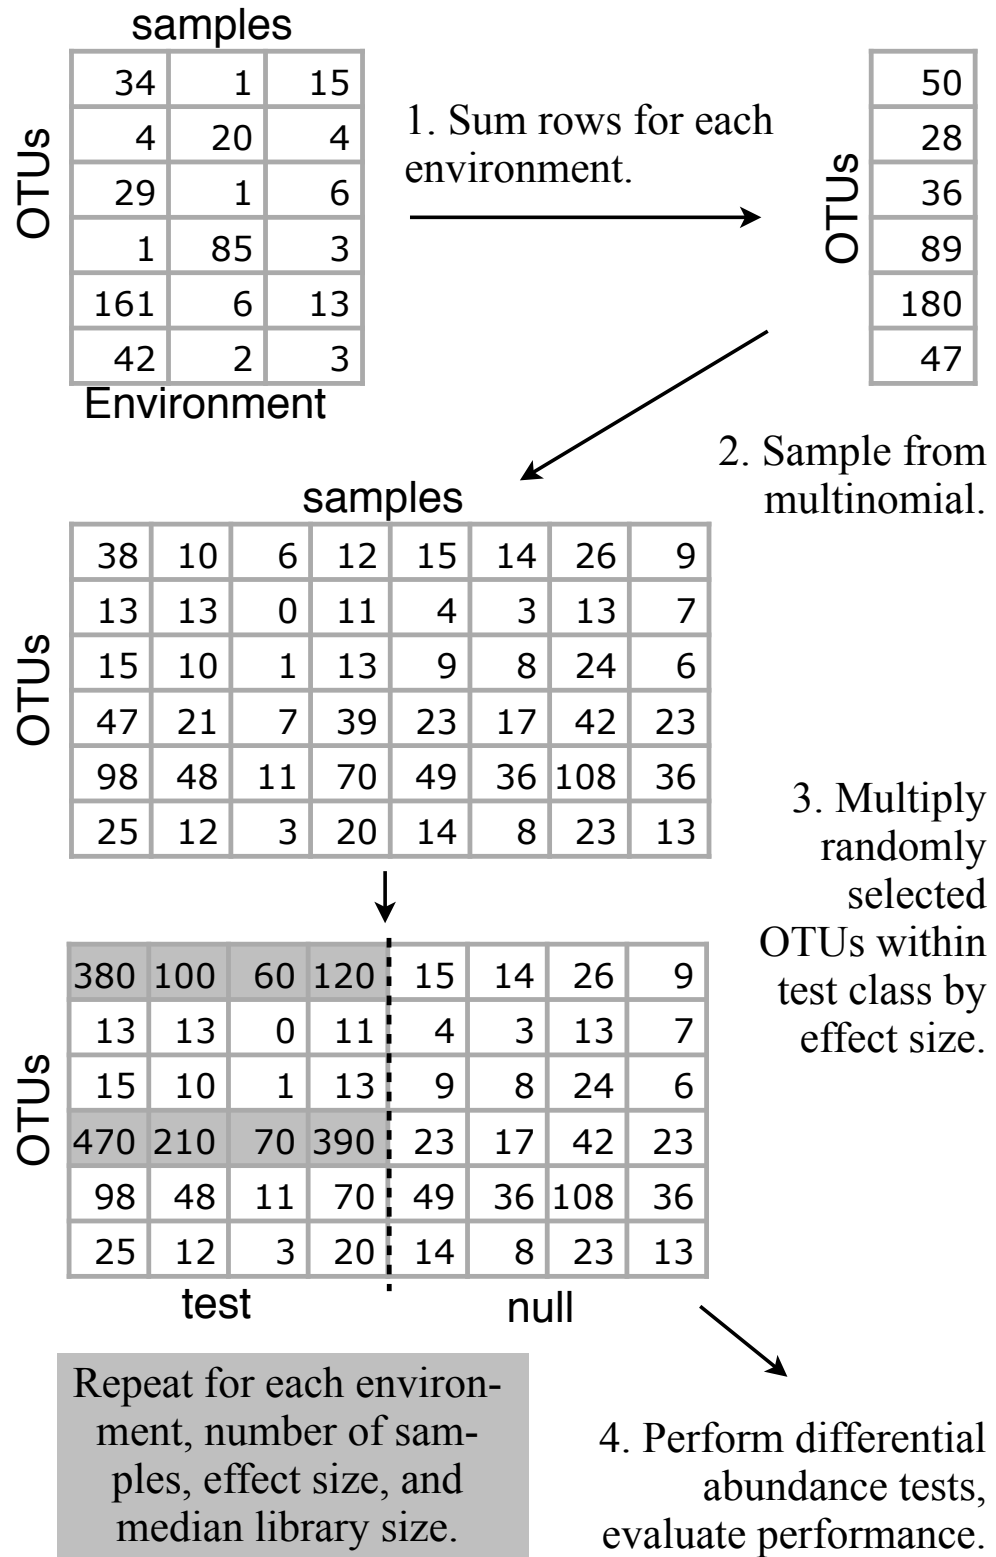 samples
OTUs
34 1 15
4 20 4
29 1 6
1 85 3
161 6 13
42 2 3
Environment
1. Sum rows for each
environment.
OTUs
50
28
36
89
180
47
2. Sample from
multinomial.
samples
OTUs
38 10 6 12 15 14 26 9
13 13 0 11 4 3 13 7
15 10 1 13 9 8 24 6
47 21 7 39 23 17 42 23
98 48 11 70 49 36 108 36
25 12 3 20 14 8 23 13
3. Multiply
randomly
selected
OTUs within
test class by
effect size.
OTUs
380 100 60 120 15 14 26 9
13 13 0 11 4 3 13 7
15 10 1 13 9 8 24 6
470 210 70 390 23 17 42 23
98 48 11 70 49 36 108 36
25 12 3 20 14 8 23 13
test null
Repeat for each environ-
ment, number of sam-
ples, effect size, and
median library size.
4. Perform differential
abundance tests,
evaluate performance.